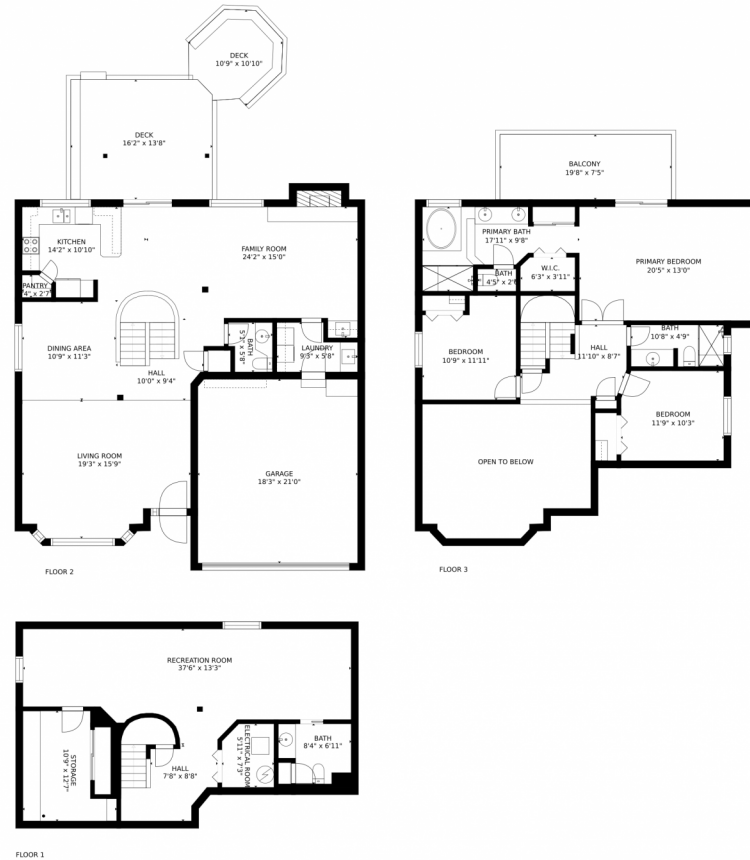 DECK
10'9" x 10'10"
DECK
16'2" x 13'8"
KITCHEN
14'2" x 10'10"
FAMILY ROOM
24'2" x 15'0"
PANTRY
4" x 2'7"
DINING AREA
10'9" x 11'3"
HALL
10'0" x 9'4"
BATH
5'3" x 5'8"
LAUNDRY
9'3" x 5'8"
LIVING ROOM
19'3" x 15'9"
GARAGE
18'3" x 21'0"
FLOOR 2
BALCONY
19'8" x 7'5"
PRIMARY BATH
17'11" x 9'8"
BATH
4'5" x 2'8
W.I.C.
6'3" x 3'11"
PRIMARY BEDROOM
20'5" x 13'0"
BEDROOM
10'9" x 11'11"
HALL
11'10" x 8'7"
BATH
10'8" x 4'9"
BEDROOM
11'9" x 10'3"
OPEN TO BELOW
FLOOR 3
RECREATION ROOM
37'6" x 13'3"
STORAGE
10'9" x 12'7"
HALL
7'8" x 8'8"
ELECTRICAL ROOM
5'11" x 7'3"
BATH
8'4" x 6'11"
FLOOR 1